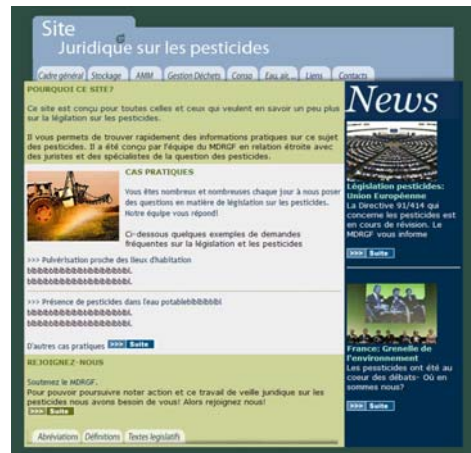 Site
Juridique sur les pesticides
Cadre général Stockage AMM Gestion Déchets Conso Eau, air,... Liens Contacts
POURQUOI CE SITE?
Ce site est conçu pour toutes celles et ceux qui veulent en savoir un peu plus
sur la législation sur les pesticides.
Il vous permets de trouver rapidement des informations pratiques sur ce sujet
des pesticides. Il a été conçu par l'équipe du MDRGF en relation étroite avec
des juristes et des spécialistes de la question des pesticides.
CAS PRATIQUES
Vous êtes nombreux et nombreuses chaque jour à nous poser
des questions en matière de législation sur les pesticides.
Notre équipe vous répond!
Ci-dessous quelques exemples de demandes
fréquentes sur la législation et les pesticides
>>> Pulvérisation proche des lieux d'habitation
>>> Présence de pesticides dans l'eau potable
D'autres cas pratiques >>> Suite
REJOIGNEZ-NOUS
Soutenez le MDRGF.
Pour pouvoir poursuivre noter action et ce travail de veille juridique sur les
pesticides nous avons besoin de vous! Alors rejoignez nous!
>>> Suite
Abréviations Définitions Textes legislatifs
News
Législation pesticides:
Union Européenne
La Directive 91/414 qui
concerne les pesticides est
en cours de révision. Le
MDRGF vous informe
>>> Suite
France: Grenelle de
l'environnement
Les pessticides ont été au
coeur des débats- Où en
sommes nous?
>>> Suite